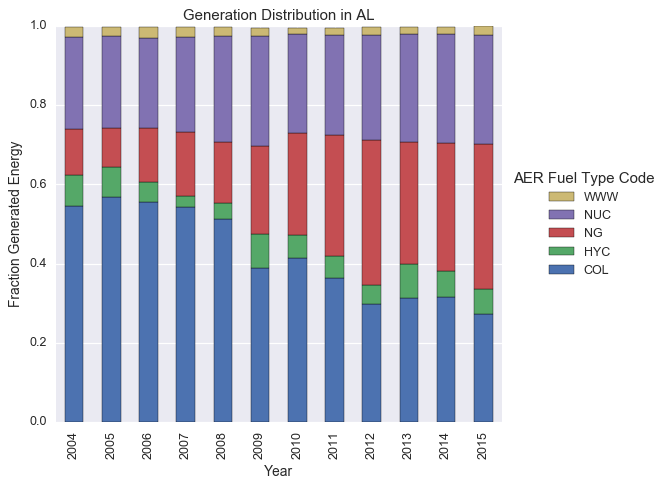 Generation Distribution in AL
1.0
0.8
0.6
0.4
0.2
0.0
Fraction Generated Energy
2004 2005 2006 2007 2008 2009 2010 2011 2012 2013 2014 2015
Year
AER Fuel Type Code
WWW
NUC
NG
HYC
COL